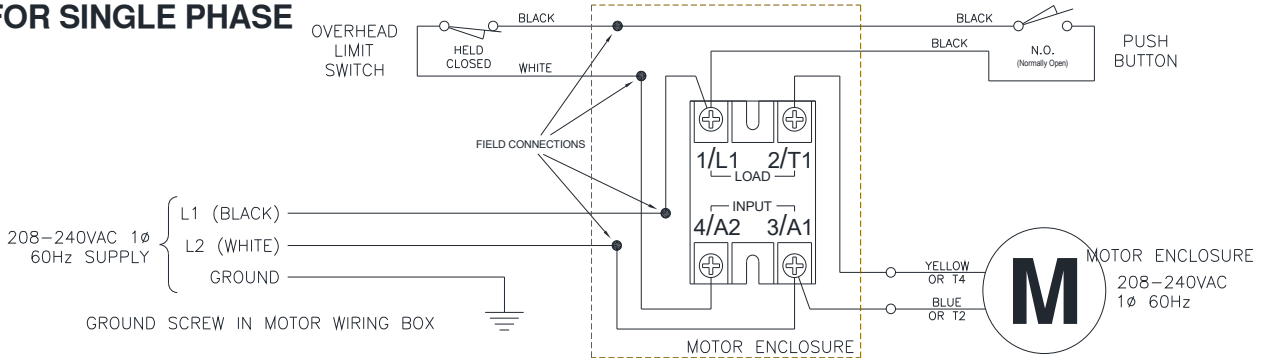 FOR SINGLE PHASE
OVERHEAD
LIMIT
SWITCH
HELD
CLOSED
BLACK
WHITE
BLACK
BLACK
N.O.
(Normally Open)
PUSH
BUTTON
FIELD CONNECTIONS
1/L1 2/T1
LOAD
INPUT
4/A2 3/A1
208-240VAC 1ø
60Hz SUPPLY
L1 (BLACK)
L2 (WHITE)
GROUND
GROUND SCREW IN MOTOR WIRING BOX
MOTOR ENCLOSURE
YELLOW
OR T4
BLUE
OR T2
M
MOTOR ENCLOSURE
208-240VAC
1ø 60Hz